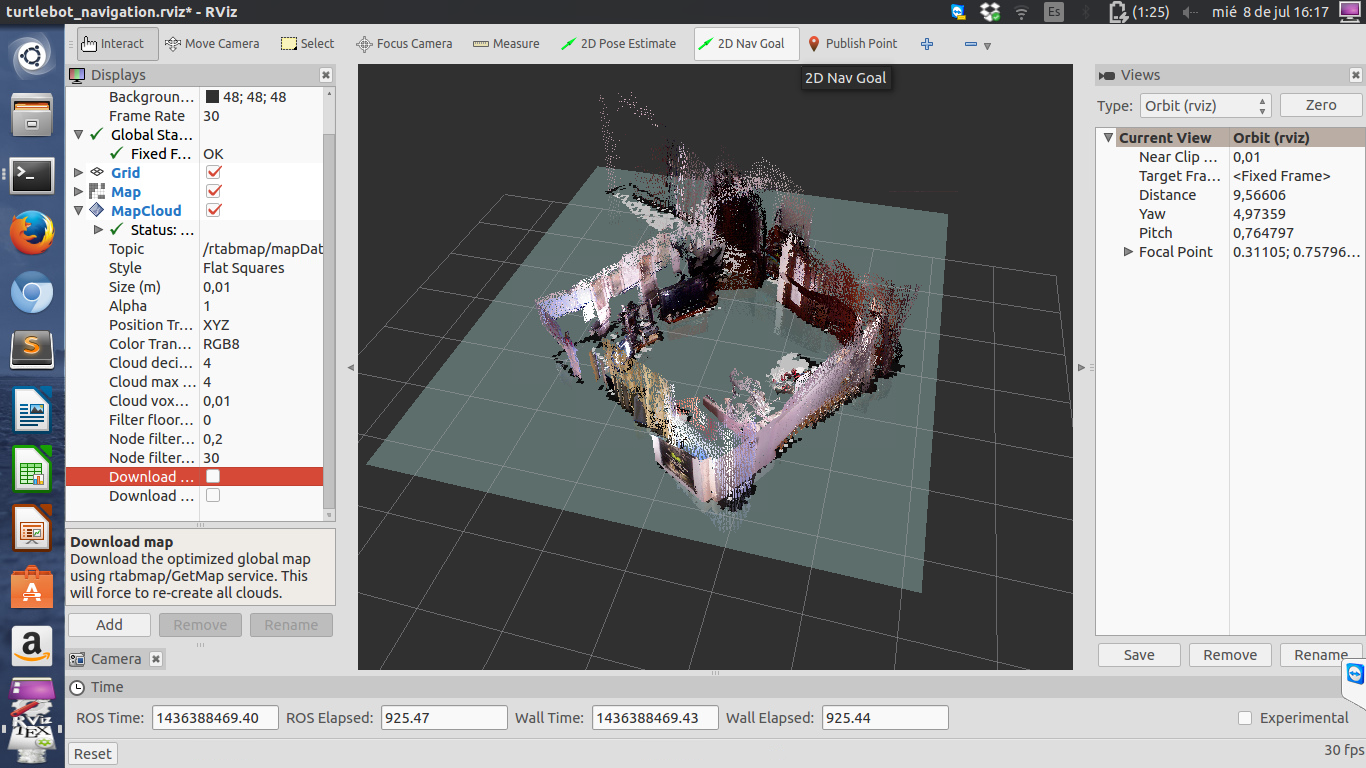 turtlebot_navigation.rviz* - RViz
Es (1:25) mié 8 de jul 16:17
Interact Move Camera Select Focus Camera Measure 2D Pose Estimate 2D Nav Goal Publish Point
2D Nav Goal
Displays
Backgroun... 48; 48; 48
Frame Rate 30
Global Sta...
Fixed F... OK
Grid
Map
MapCloud
Status: ...
Topic /rtabmap/mapDat
Style Flat Squares
Size (m) 0,01
Alpha 1
Position Tr... XYZ
Color Tran... RGB8
Cloud deci... 4
Cloud max ... 4
Cloud vox... 0,01
Filter floor... 0
Node filter... 0,2
Node filter... 30
Download ...
Download ...
Download map
Download the optimized global map
using rtabmap/GetMap service. This
will force to re-create all clouds.
Add Remove Rename
Camera
Views
Type: Orbit (rviz) Zero
Current View Orbit (rviz)
Near Clip ... 0,01
Target Fra... <Fixed Frame>
Distance 9,56606
Yaw 4,97359
Pitch 0,764797
Focal Point 0.31105; 0.75796...
Save Remove Rename
Time
ROS Time: 1436388469.40 ROS Elapsed: 925.47 Wall Time: 1436388469.43 Wall Elapsed: 925.44 Experimental
Reset 30 fps
RViz
TEX